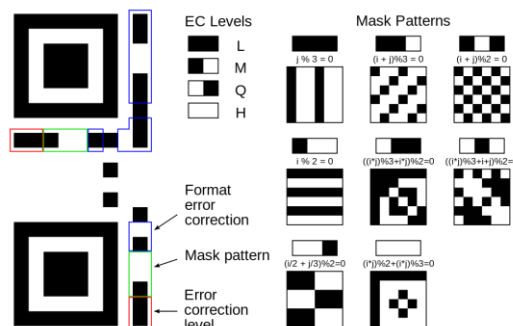 EC Levels
L
M
Q
H
Mask Patterns
j % 3 = 0
(i + j)%3 = 0
(i + j)%2 = 0
i % 2 = 0
((i*j)%3+i*j)%2=0
((i*j)%3+i+j)%2=
(i/2 + j/3)%2=0
(i*j)%2+(i*j)%3=0
Format
error
correction
Mask pattern
Error
correction
level